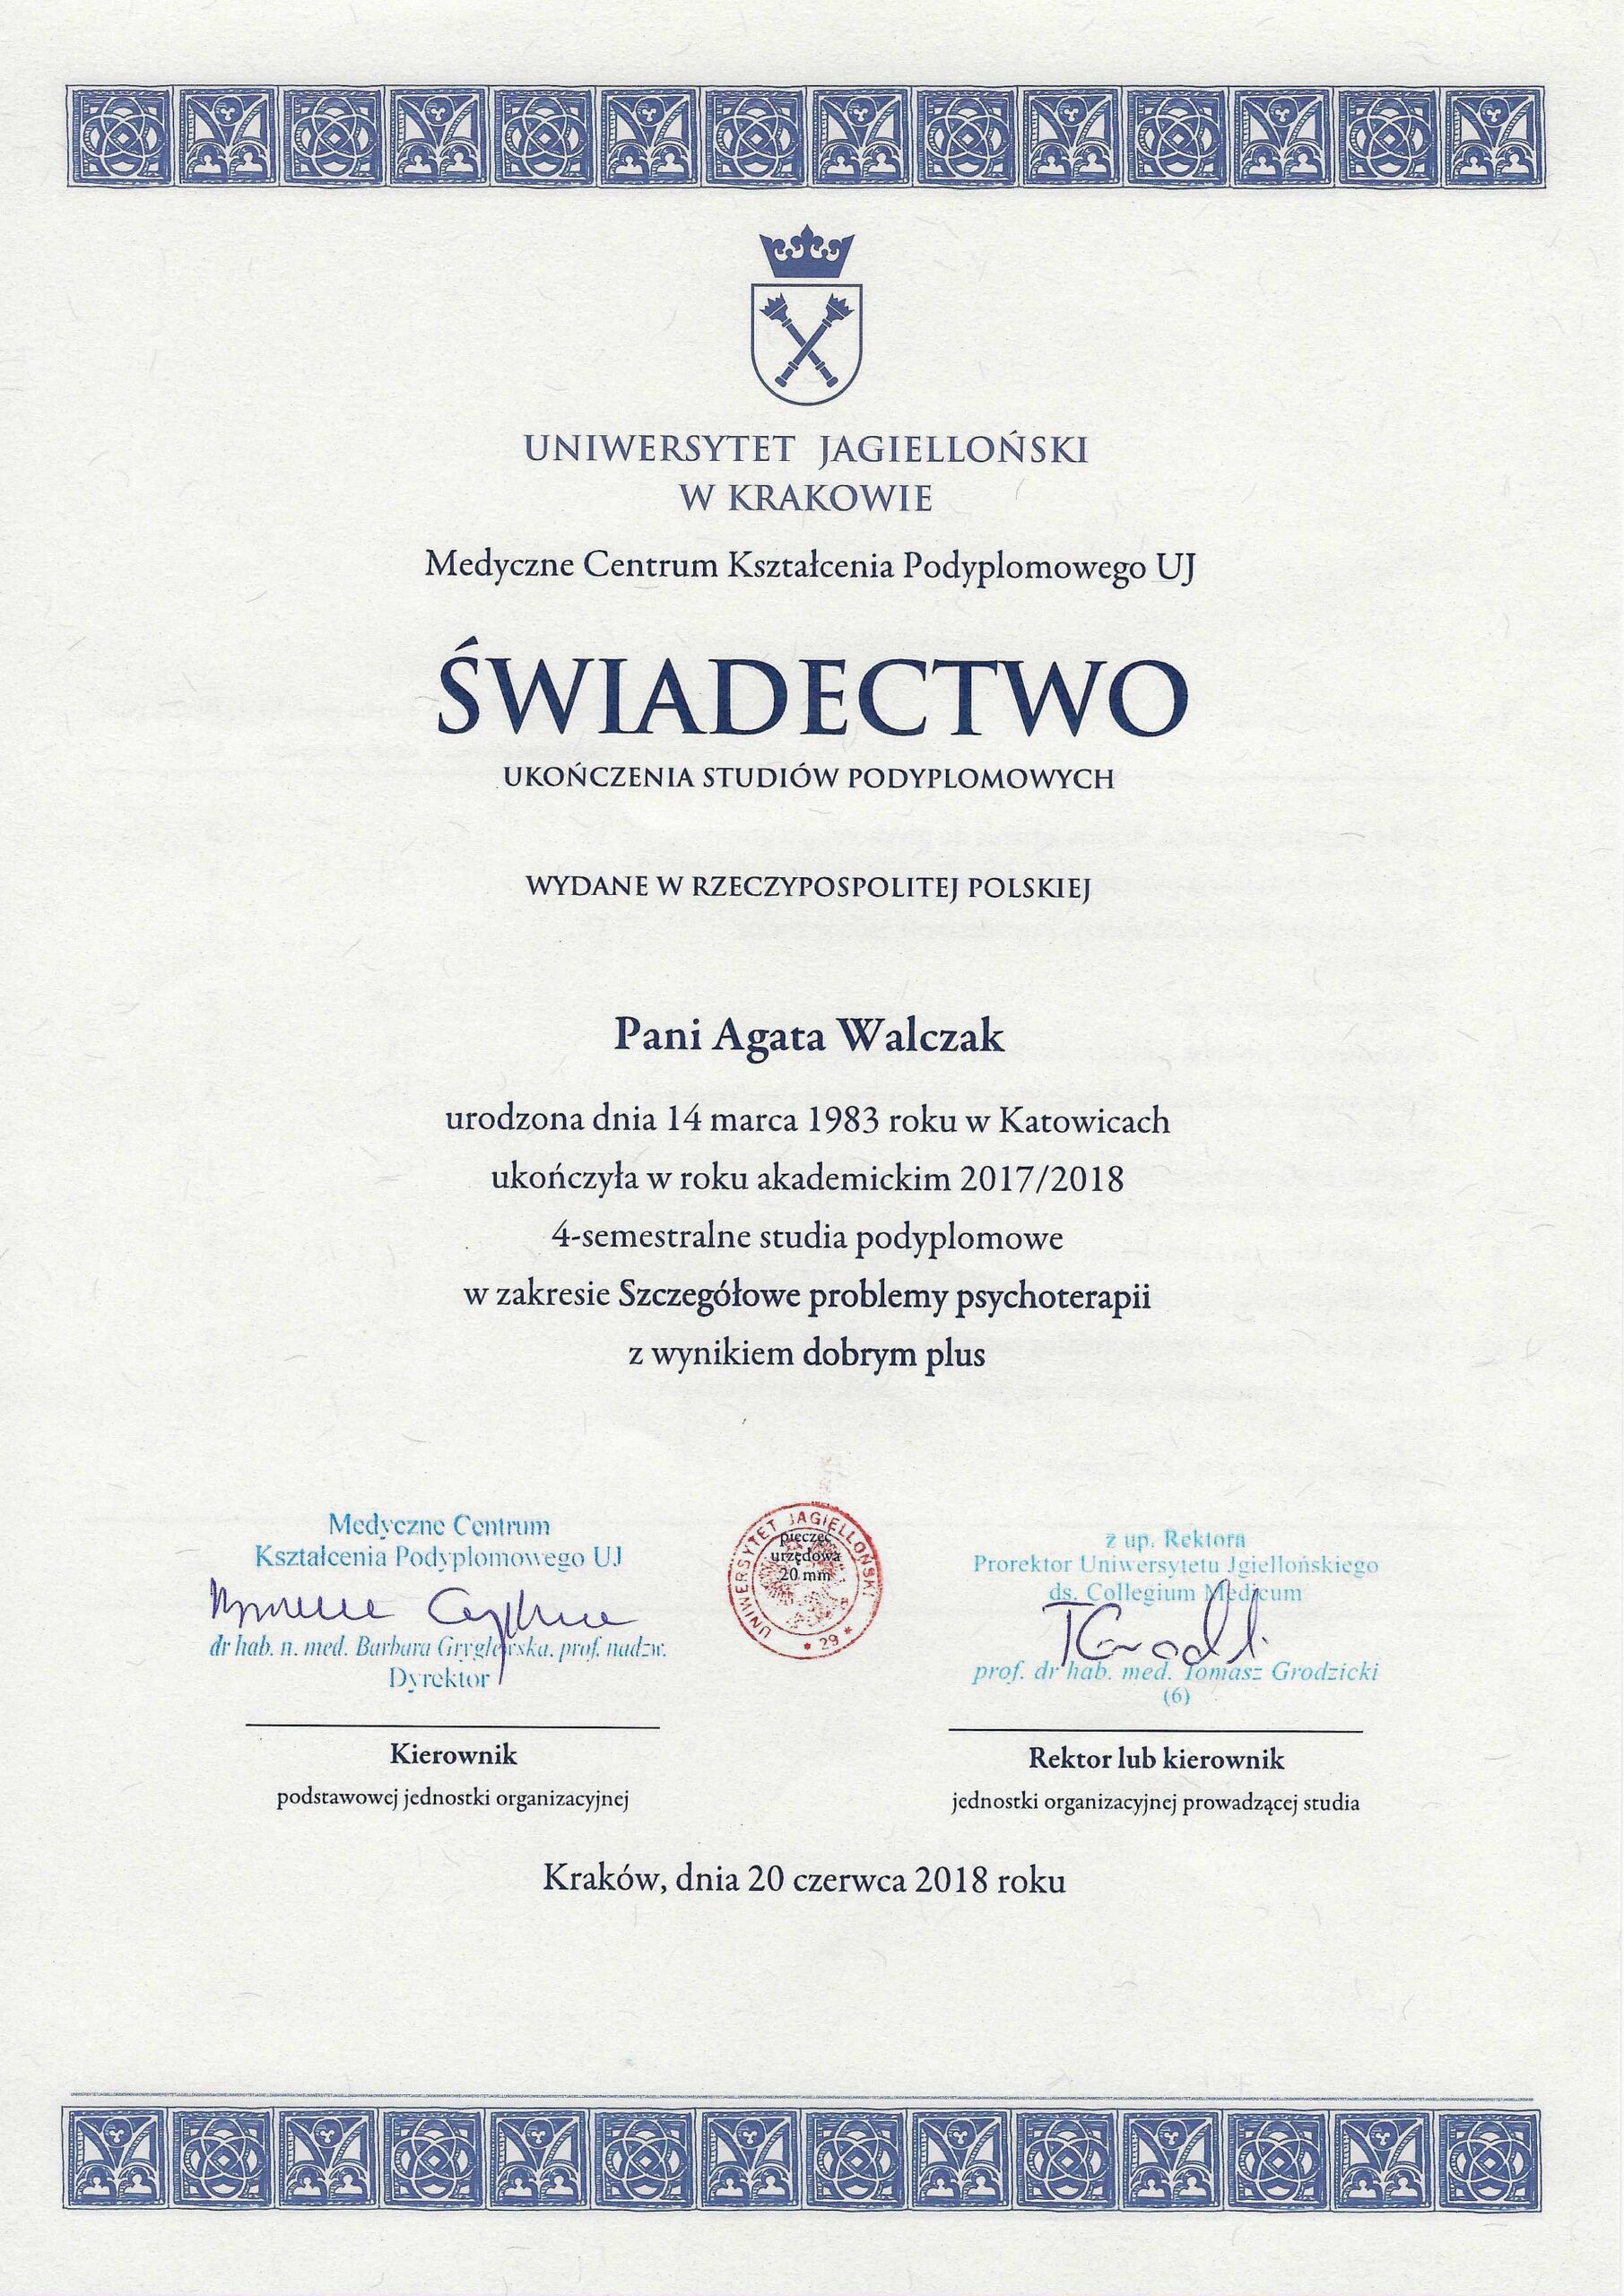 UNIWERSYTET JAGIELLOŃSKI
W KRAKOWIE
Medyczne Centrum Kształcenia Podyplomowego UJ
ŚWIADECTWO
UKOŃCZENIA STUDIÓW PODYPLOMOWYCH
WYDANE W RZECZYPOSPOLITEJ POLSKIEJ
Pani Agata Walczak
urodzona dnia 14 marca 1983 roku w Katowicach
ukończyła w roku akademickim 2017/2018
4-semestralne studia podyplomowe
w zakresie Szczegółowe problemy psychoterapii
z wynikiem dobrym plus
Medyczne Centrum
Kształcenia Podyplomowego UJ
dr hab. n. med. Barbara Gryglewska, prof. nadzw.
Dyrektor
Kierownik
podstawowej jednostki organizacyjnej
UNIWERSYTET JAGIELLOŃSKI
* 29 *
pieczęć
urzędowa
20 mm
z up. Rektora
Prorektor Uniwersytetu Jgiellońskiego
ds. Collegium Medicum
prof. dr hab. med. Tomasz Grodzicki
(6)
Rektor lub kierownik
jednostki organizacyjnej prowadzącej studia
Kraków, dnia 20 czerwca 2018 roku